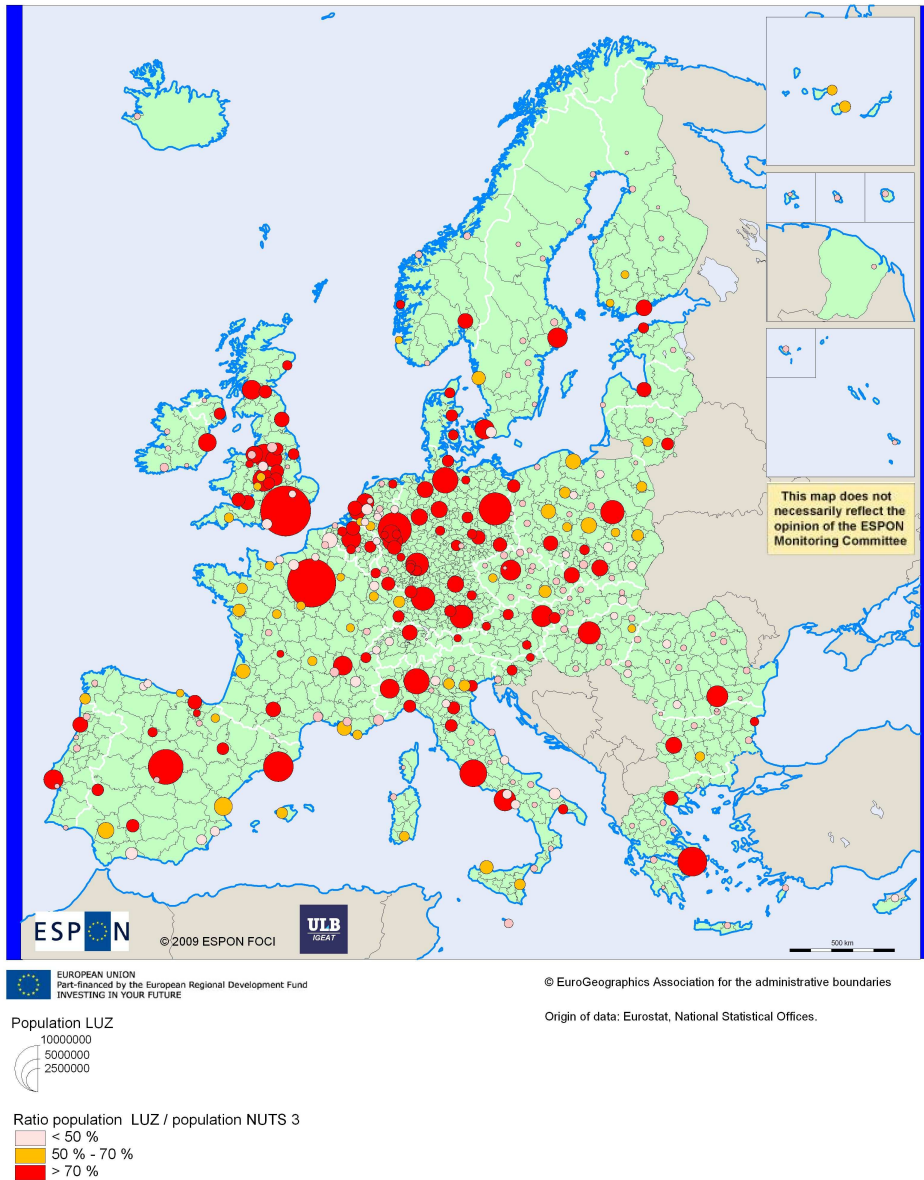 This map does not
necessarily reflect the
opinion of the ESPON
Monitoring Committee
ESPON
© 2009 ESPON FOCI
ULB
IGEAT
500 km
EUROPEAN UNION
Part-financed by the European Regional Development Fund
INVESTING IN YOUR FUTURE
© EuroGeographics Association for the administrative boundaries
Origin of data: Eurostat, National Statistical Offices.
Population LUZ
10000000
5000000
2500000
Ratio population LUZ / population NUTS 3
< 50 %
50 % - 70 %
> 70 %